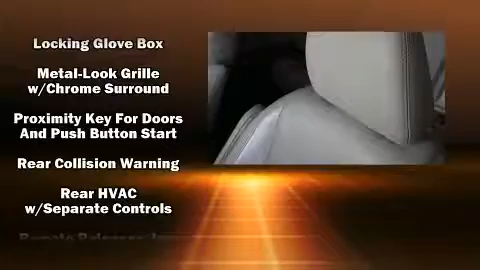 Locking Glove Box
Metal-Look Grille
w/Chrome Surround
Proximity Key For Doors
And Push Button Start
Rear Collision Warning
Rear HVAC
w/Separate Controls